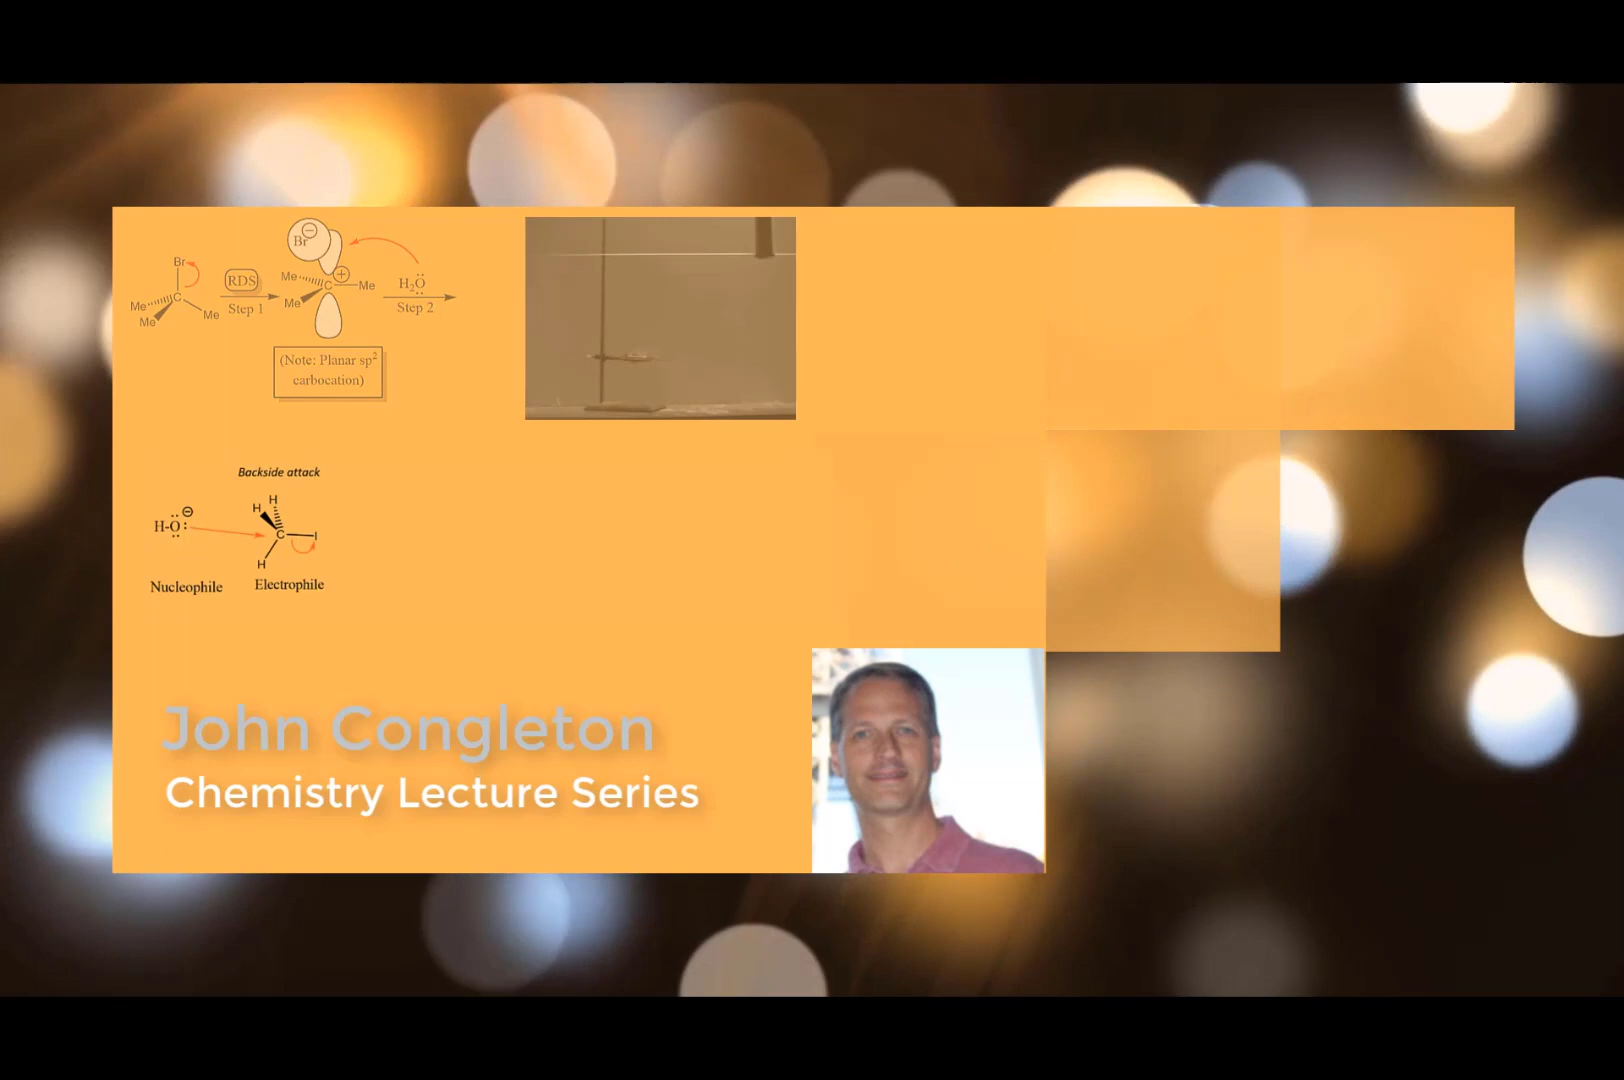 Br⊖
Br
Me
C
Me
Me
RDS
Step 1
Me
C
⊕
Me
Me
H₂Ö
Step 2
(Note: Planar sp²
carbocation)
Backside attack
H
H
H-O:
⊖
C
I
H
Nucleophile
Electrophile
John Congleton
Chemistry Lecture Series